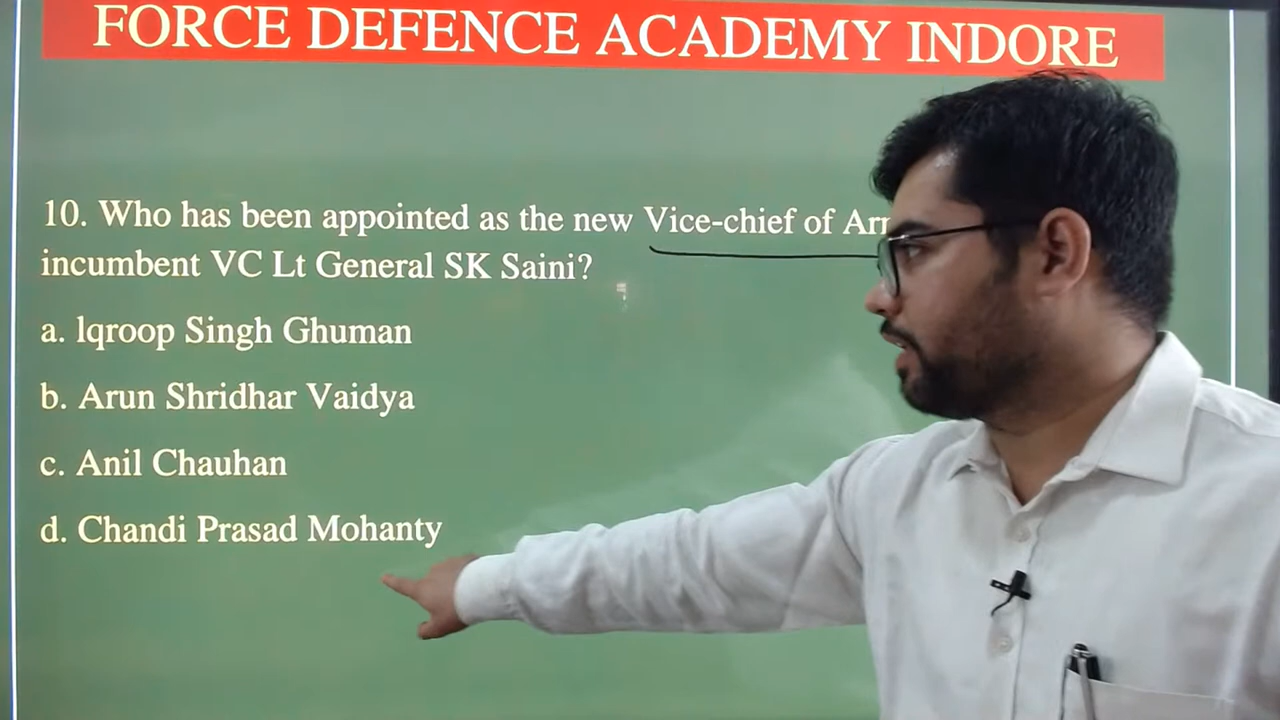 FORCE DEFENCE ACADEMY INDORE
10. Who has been appointed as the new Vice-chief of
incumbent VC Lt General SK Saini?
a. lqroop Singh Ghuman
b. Arun Shridhar Vaidya
c. Anil Chauhan
d. Chandi Prasad Mohanty